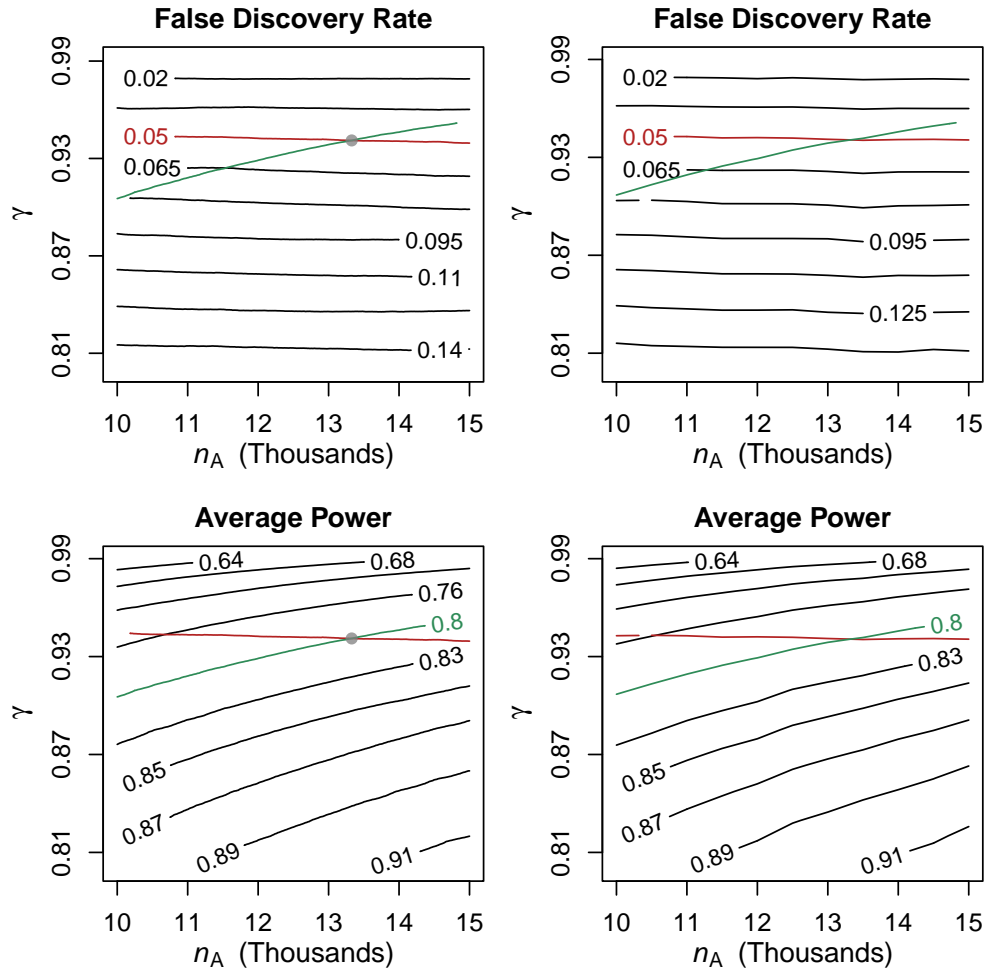 False Discovery Rate
0.99
0.93
0.87
0.81
γ
0.02
0.05
0.065
0.095
0.11
0.14
10 11 12 13 14 15
nA (Thousands)
False Discovery Rate
0.99
0.93
0.87
0.81
γ
0.02
0.05
0.065
0.095
0.11
0.125
10 11 12 13 14 15
nA (Thousands)
Average Power
0.99
0.93
0.87
0.81
γ
0.64
0.68
0.76
0.8
0.83
0.85
0.87
0.89
0.91
10 11 12 13 14 15
nA (Thousands)
Average Power
0.99
0.93
0.87
0.81
γ
0.64
0.68
0.8
0.83
0.85
0.87
0.89
0.91
10 11 12 13 14 15
nA (Thousands)